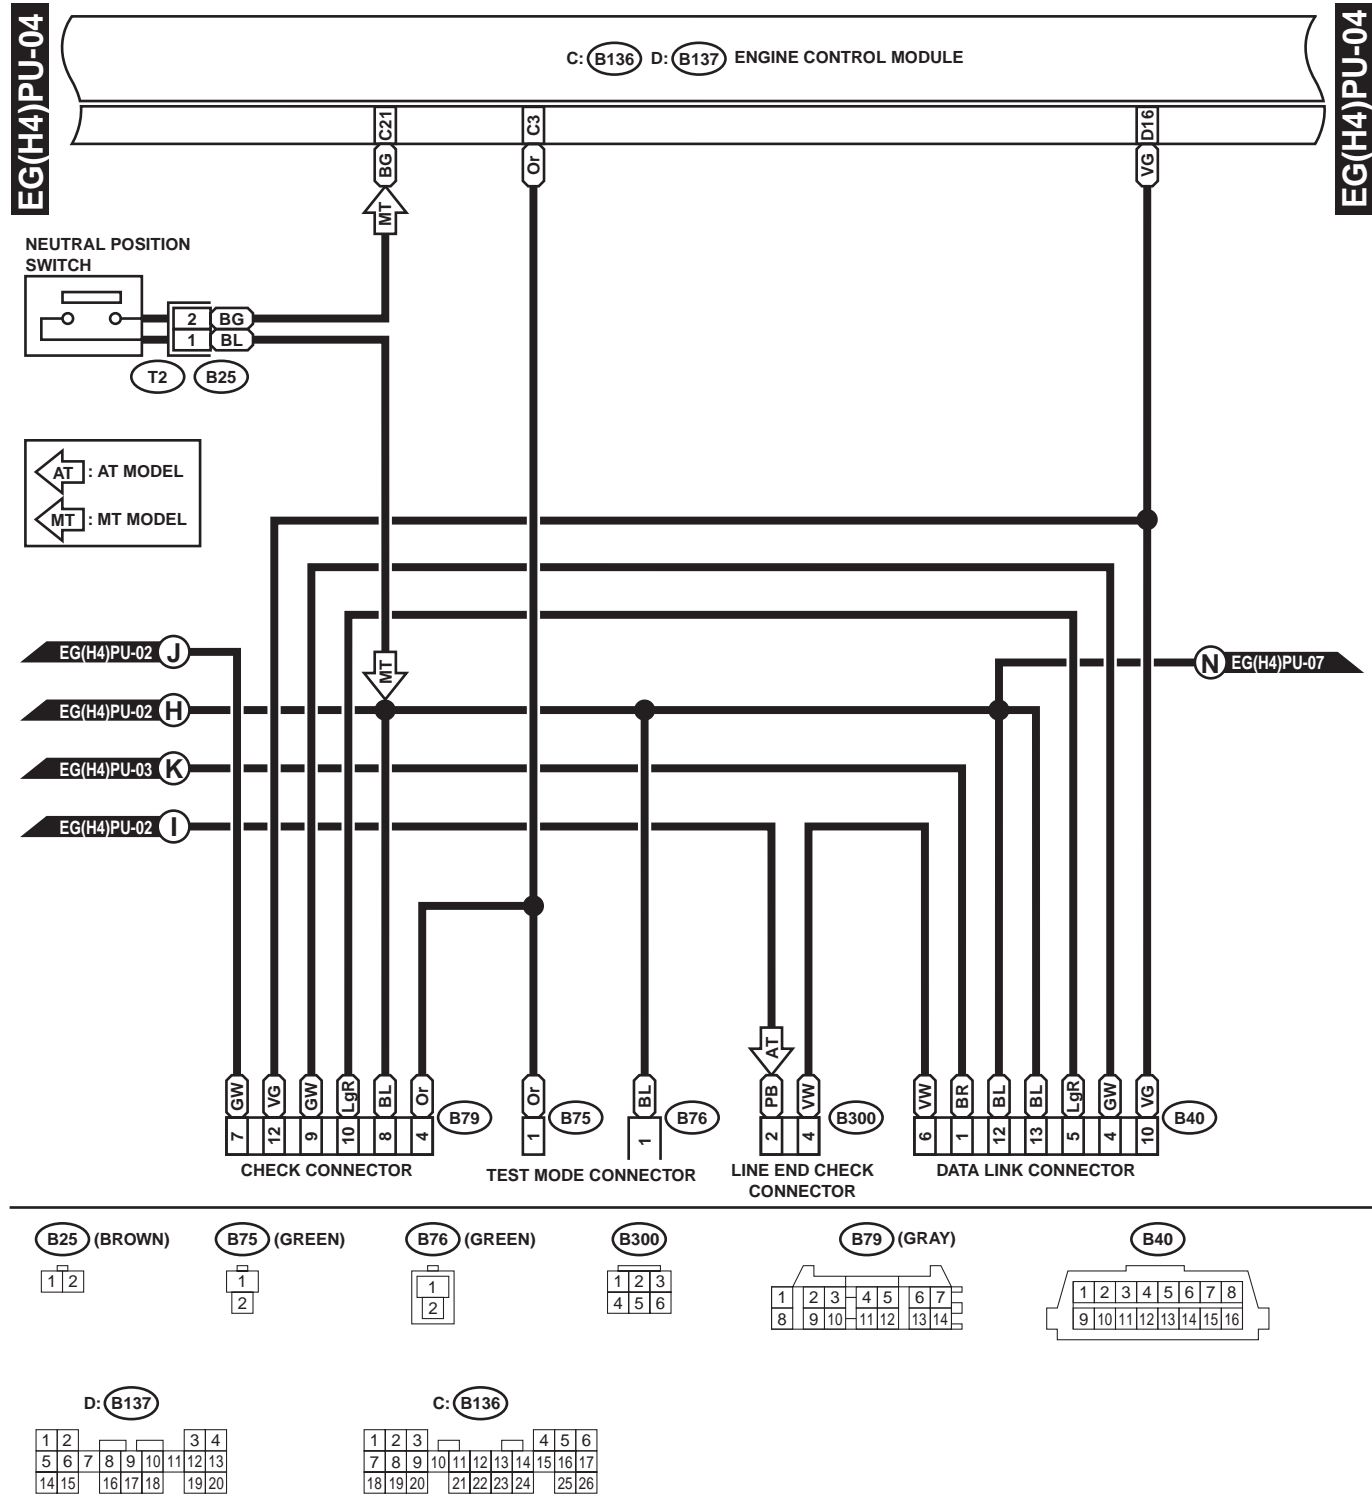 EG(H4)PU-04
EG(H4)PU-04
C: B136 D: B137 ENGINE CONTROL MODULE
C21
C3
D16
BG
Or
VG
MT
NEUTRAL POSITION
SWITCH
2 BG
1 BL
T2 B25
AT : AT MODEL
MT : MT MODEL
EG(H4)PU-02 J
MT
N EG(H4)PU-07
EG(H4)PU-02 H
EG(H4)PU-03 K
EG(H4)PU-02 I
AT
GW VG GW LgR BL Or
Or
BL
PB VW
VW BR BL BL LgR GW VG
7 12 9 10 8 4 B79
1 B75
1 B76
2 4 B300
6 1 12 13 5 4 10 B40
CHECK CONNECTOR
TEST MODE CONNECTOR
LINE END CHECK
CONNECTOR
DATA LINK CONNECTOR
B25 (BROWN)
1 2
B75 (GREEN)
1
2
B76 (GREEN)
1
2
B300
1 2 3
4 5 6
B79 (GRAY)
1 2 3 4 5 6 7
8 9 10 11 12 13 14
B40
1 2 3 4 5 6 7 8
9 10 11 12 13 14 15 16
D: B137
1 2 3 4
5 6 7 8 9 10 11 12 13
14 15 16 17 18 19 20
C: B136
1 2 3 4 5 6
7 8 9 10 11 12 13 14 15 16 17
18 19 20 21 22 23 24 25 26